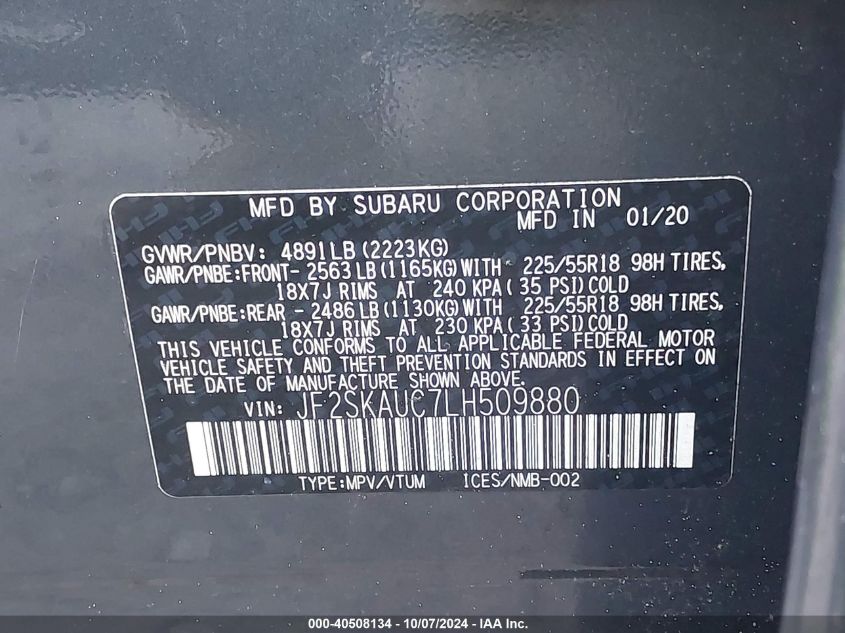 MFD BY SUBARU CORPORATION
MFD IN 01/20
GVWR/PNBV: 4891LB (2223KG)
GAWR/PNBE:FRONT- 2563LB (1165KG)WITH 225/55R18 98H TIRES,
18X7J RIMS AT 240 KPA( 35 PSI)COLD
GAWR/PNBE:REAR - 2486LB (1130KG)WITH 225/55R18 98H TIRES,
18X7J RIMS AT 230 KPA( 33 PSI)COLD
THIS VEHICLE CONFORMS TO ALL APPLICABLE FEDERAL MOTOR
VEHICLE SAFETY AND THEFT PREVENTION STANDARDS IN EFFECT ON
THE DATE OF MANUFACTURE SHOWN ABOVE.
VIN: JF2SKAUC7LH509880
TYPE:MPV/VTUM ICES/NMB-002
000-40508134 - 10/07/2024 - IAA Inc.